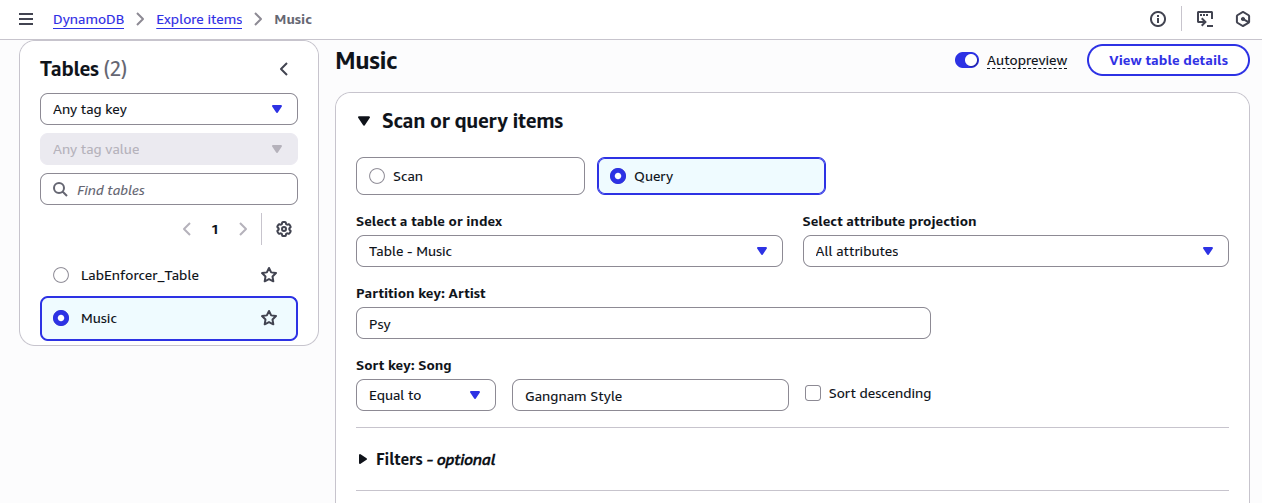 DynamoDB > Explore items > Music
Tables (2)
Any tag key
Any tag value
Find tables
1
LabEnforcer_Table
Music
Music
Autopreview
View table details
Scan or query items
Scan
Query
Select a table or index
Table - Music
Select attribute projection
All attributes
Partition key: Artist
Psy
Sort key: Song
Equal to
Gangnam Style
Sort descending
Filters - optional